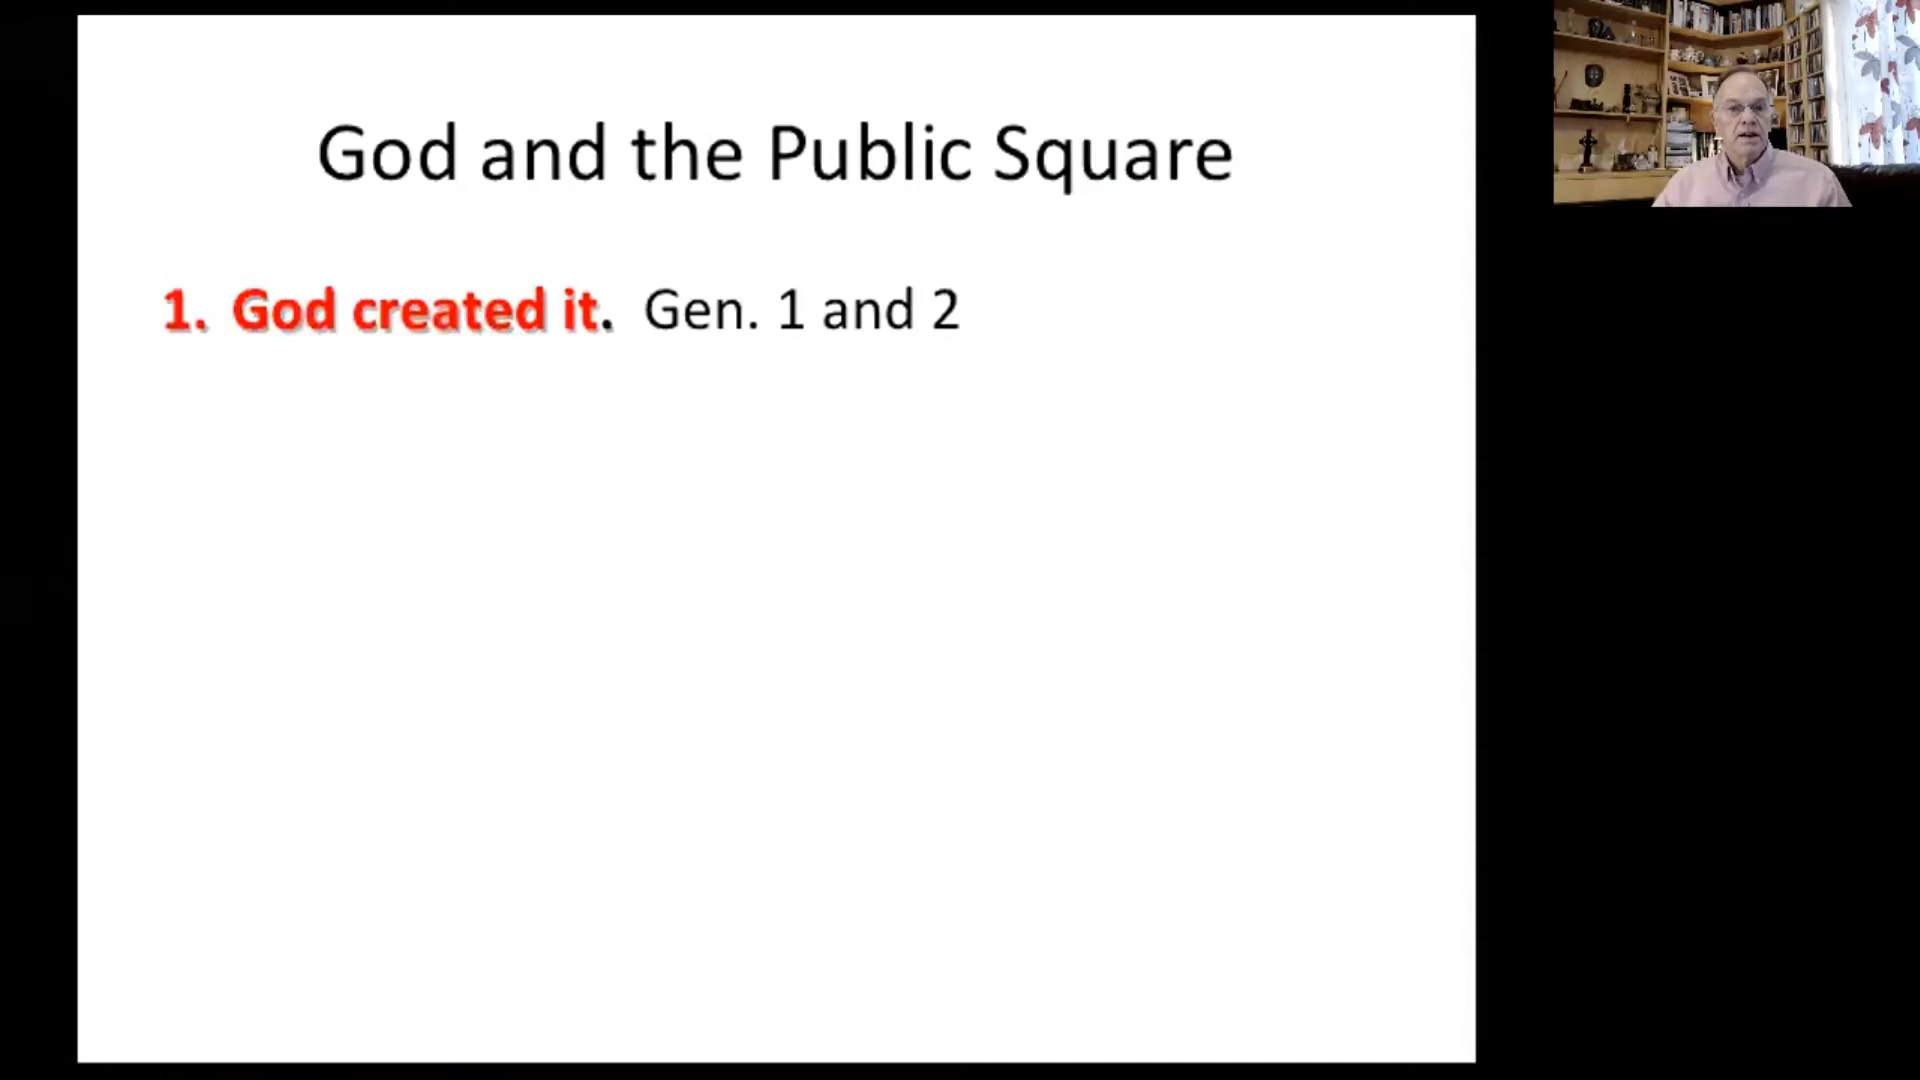 God and the Public Square
1. God created it. Gen. 1 and 2